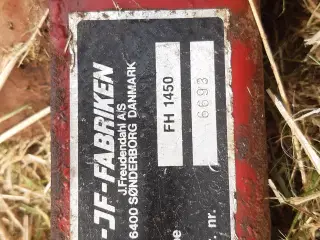 -JF-FABRIKEN
J. Freudendahl A/S
6400 SØNDERBORG DANMARK
FH 1450
. nr. 6693